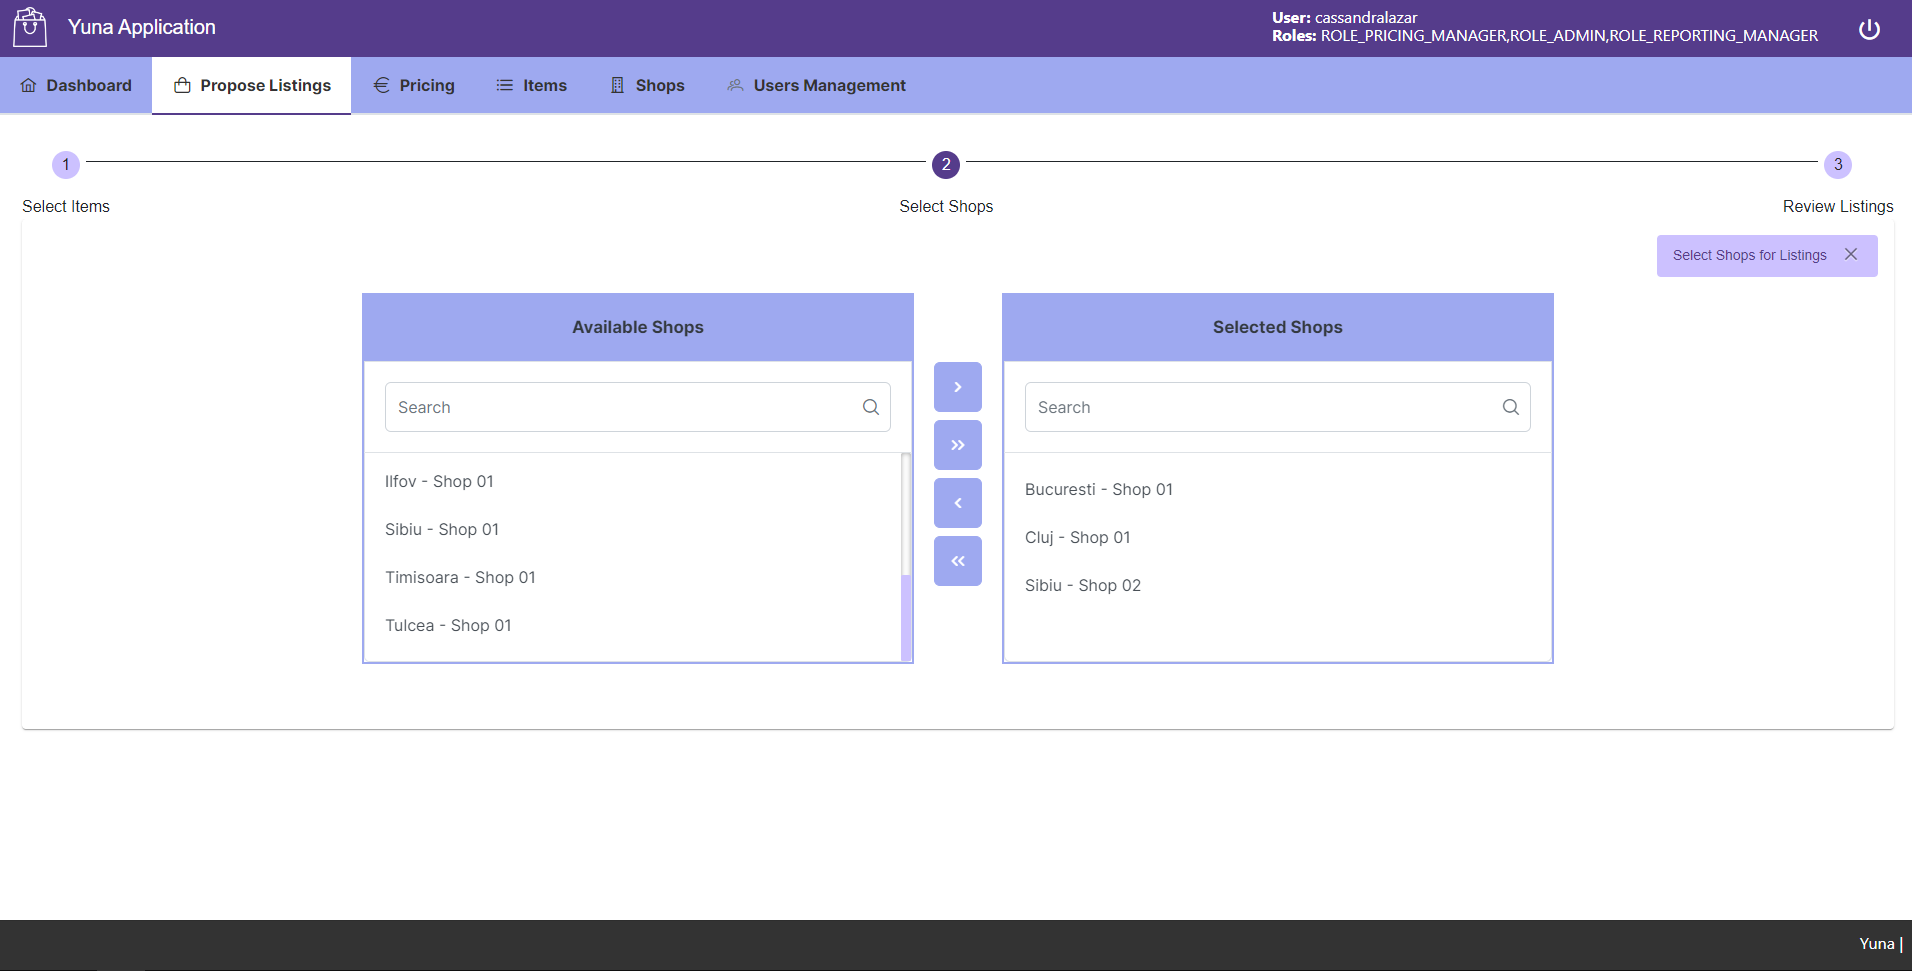 Yuna Application
User: cassandralazar
Roles: ROLE_PRICING_MANAGER,ROLE_ADMIN,ROLE_REPORTING_MANAGER
Dashboard
Propose Listings
Pricing
Items
Shops
Users Management
1
2
3
Select Items
Select Shops
Review Listings
Select Shops for Listings
Available Shops
Search
Ilfov - Shop 01
Sibiu - Shop 01
Timisoara - Shop 01
Tulcea - Shop 01
Selected Shops
Search
Bucuresti - Shop 01
Cluj - Shop 01
Sibiu - Shop 02
Yuna |